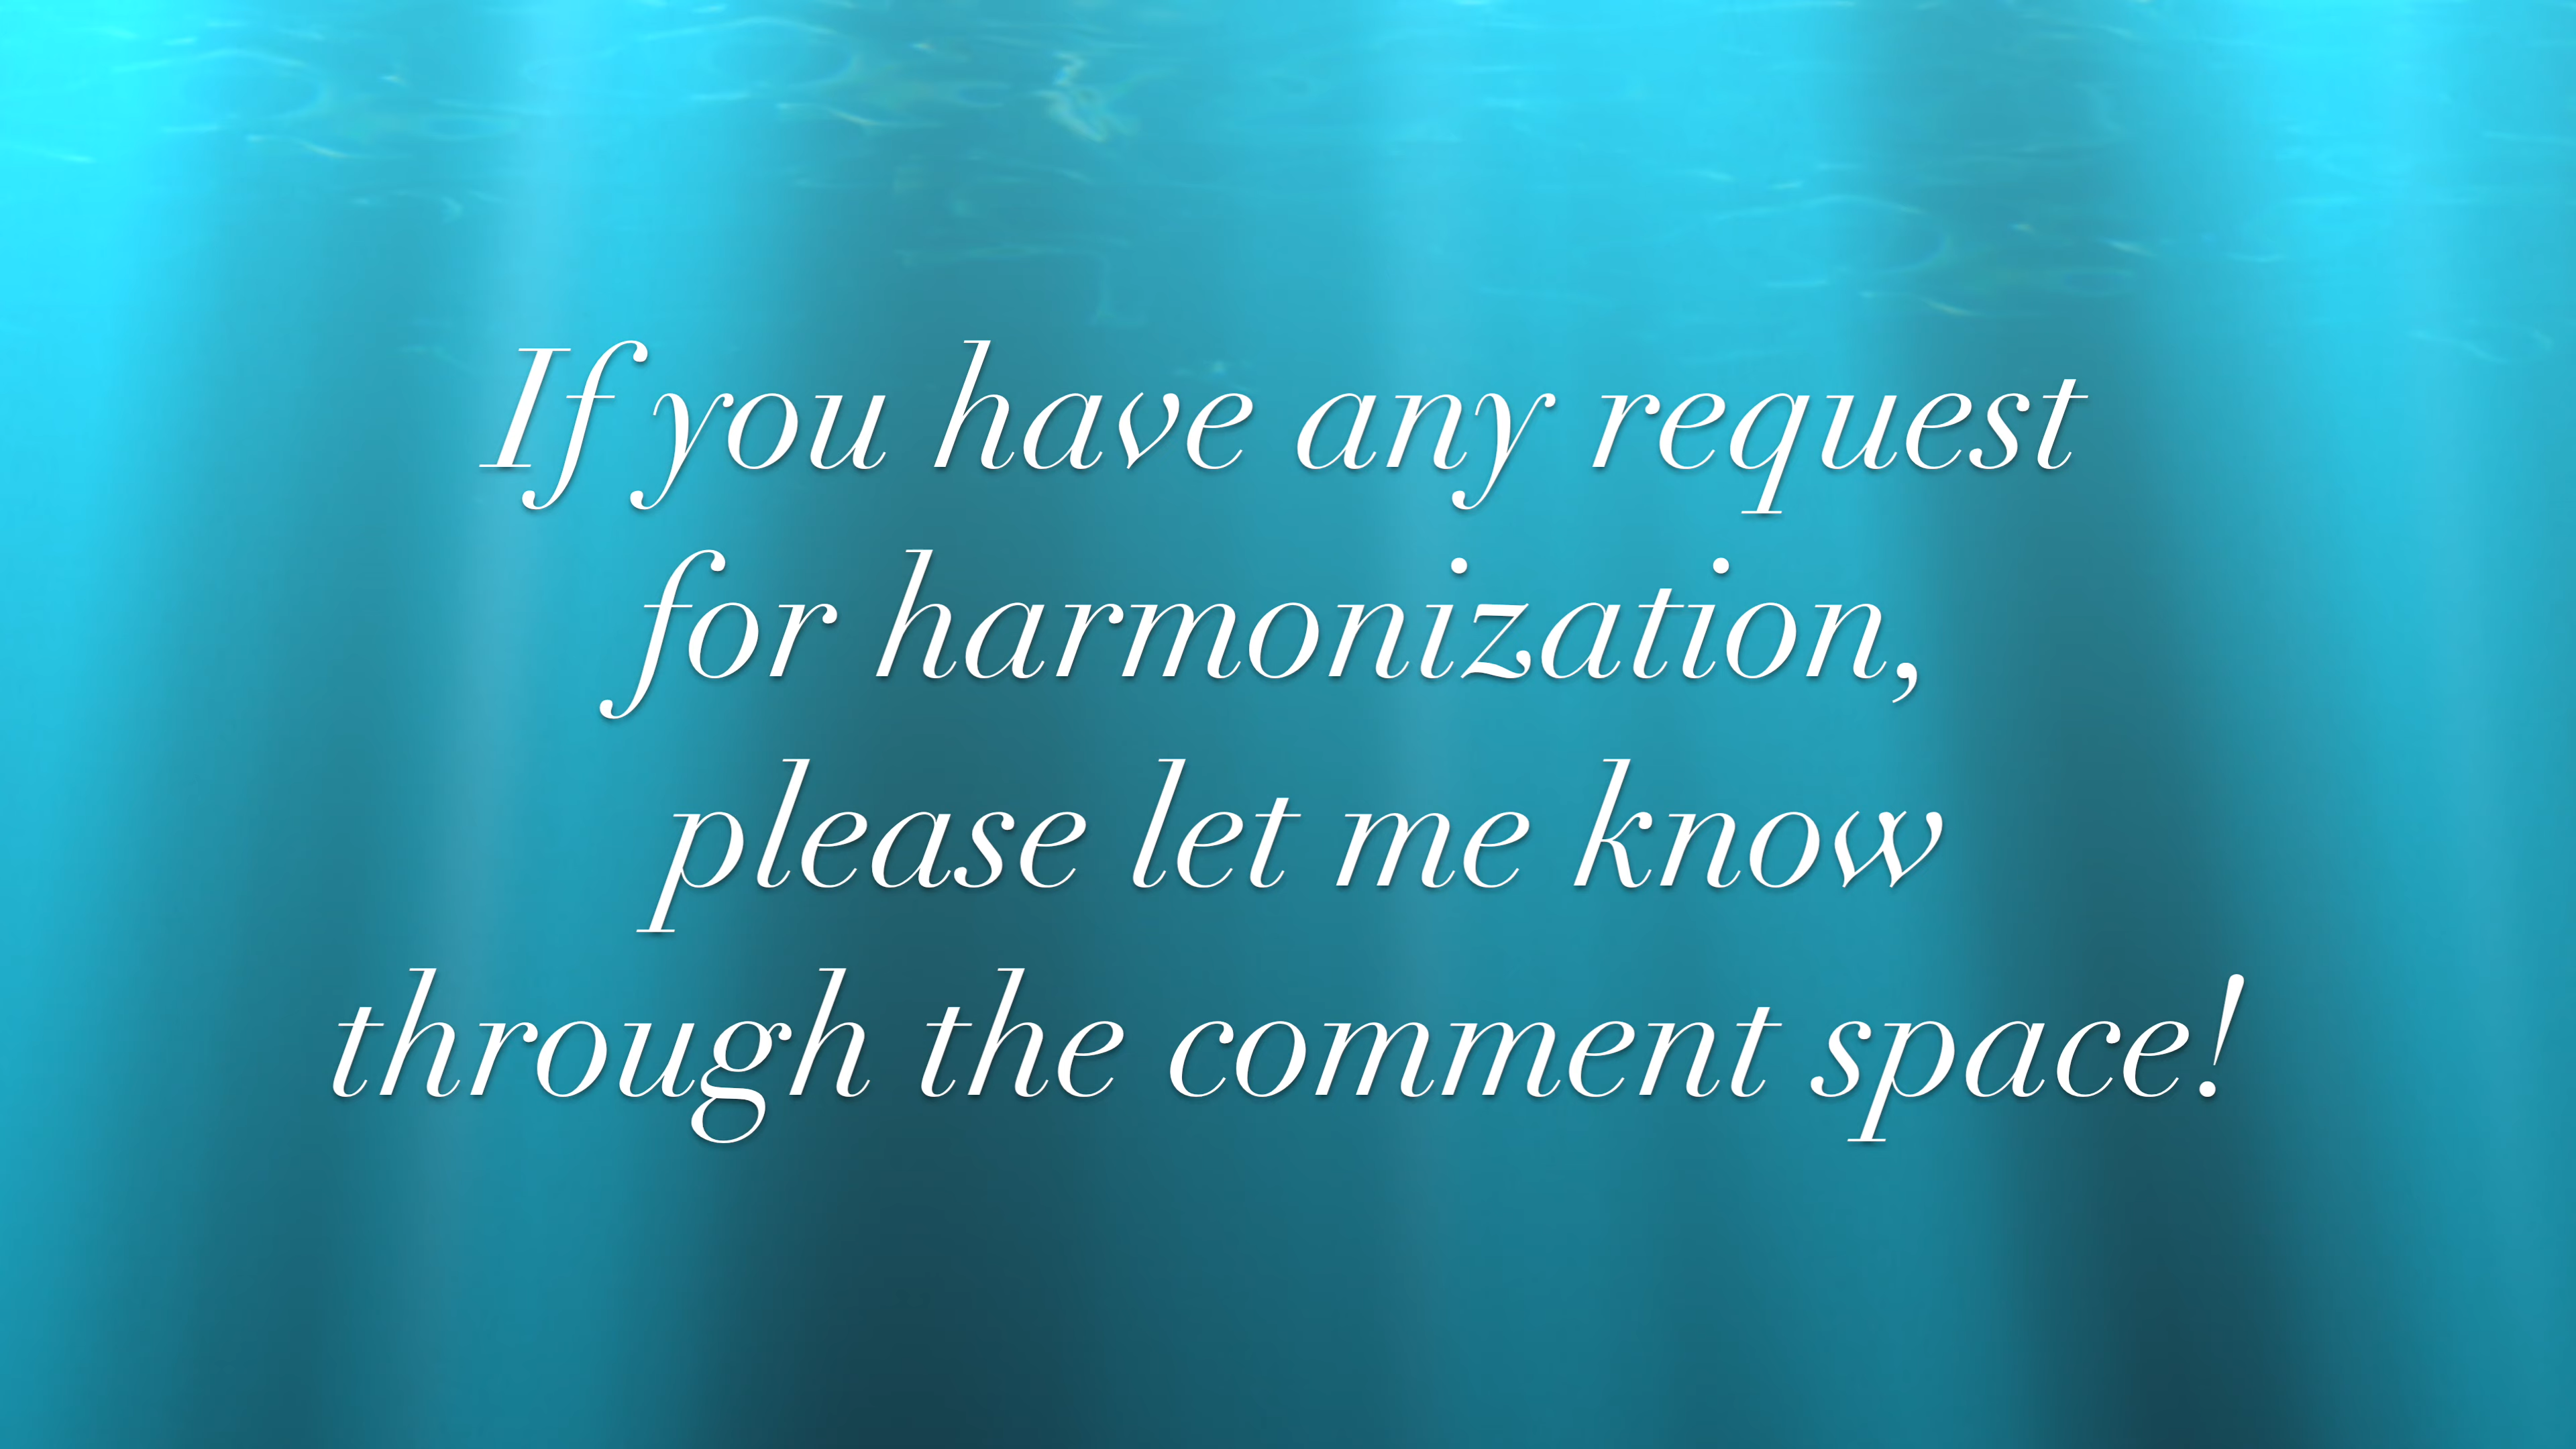 If you have any request
for harmonization,
please let me know
through the comment space!